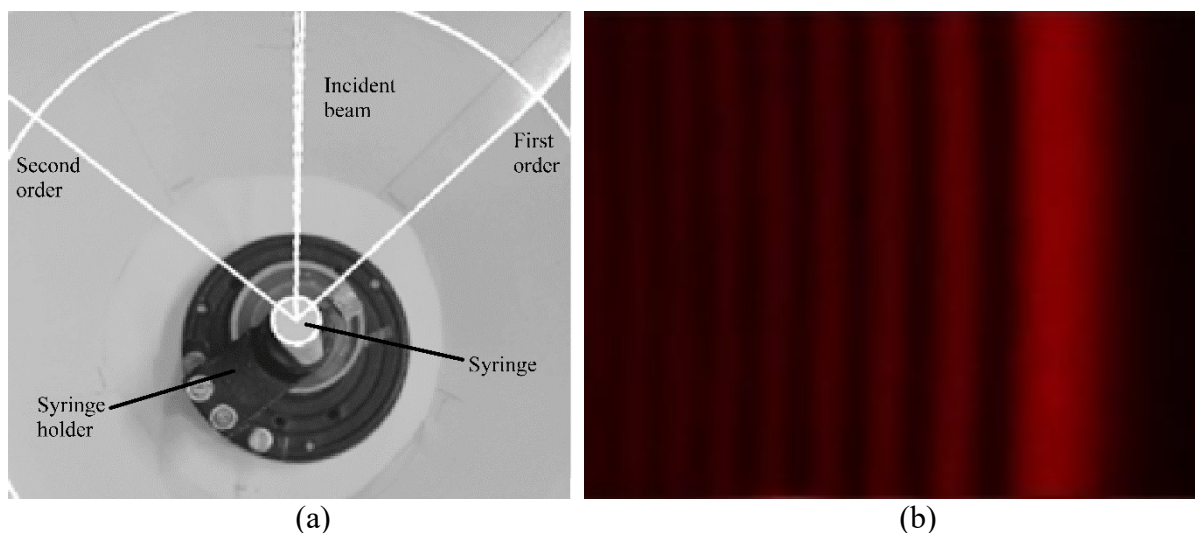 Incident
beam
First
order
Second
order
Syringe
Syringe
holder
(a)
(b)